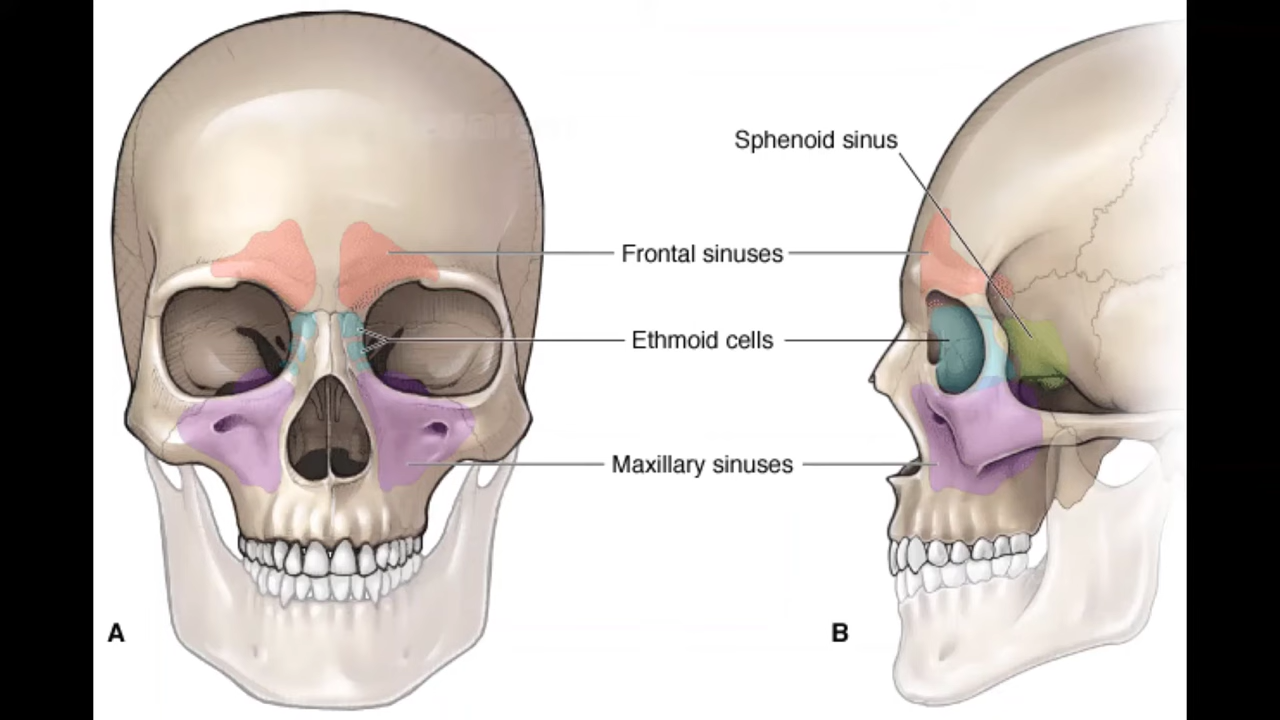 Sphenoid sinus
Frontal sinuses
Ethmoid cells
Maxillary sinuses
A
B